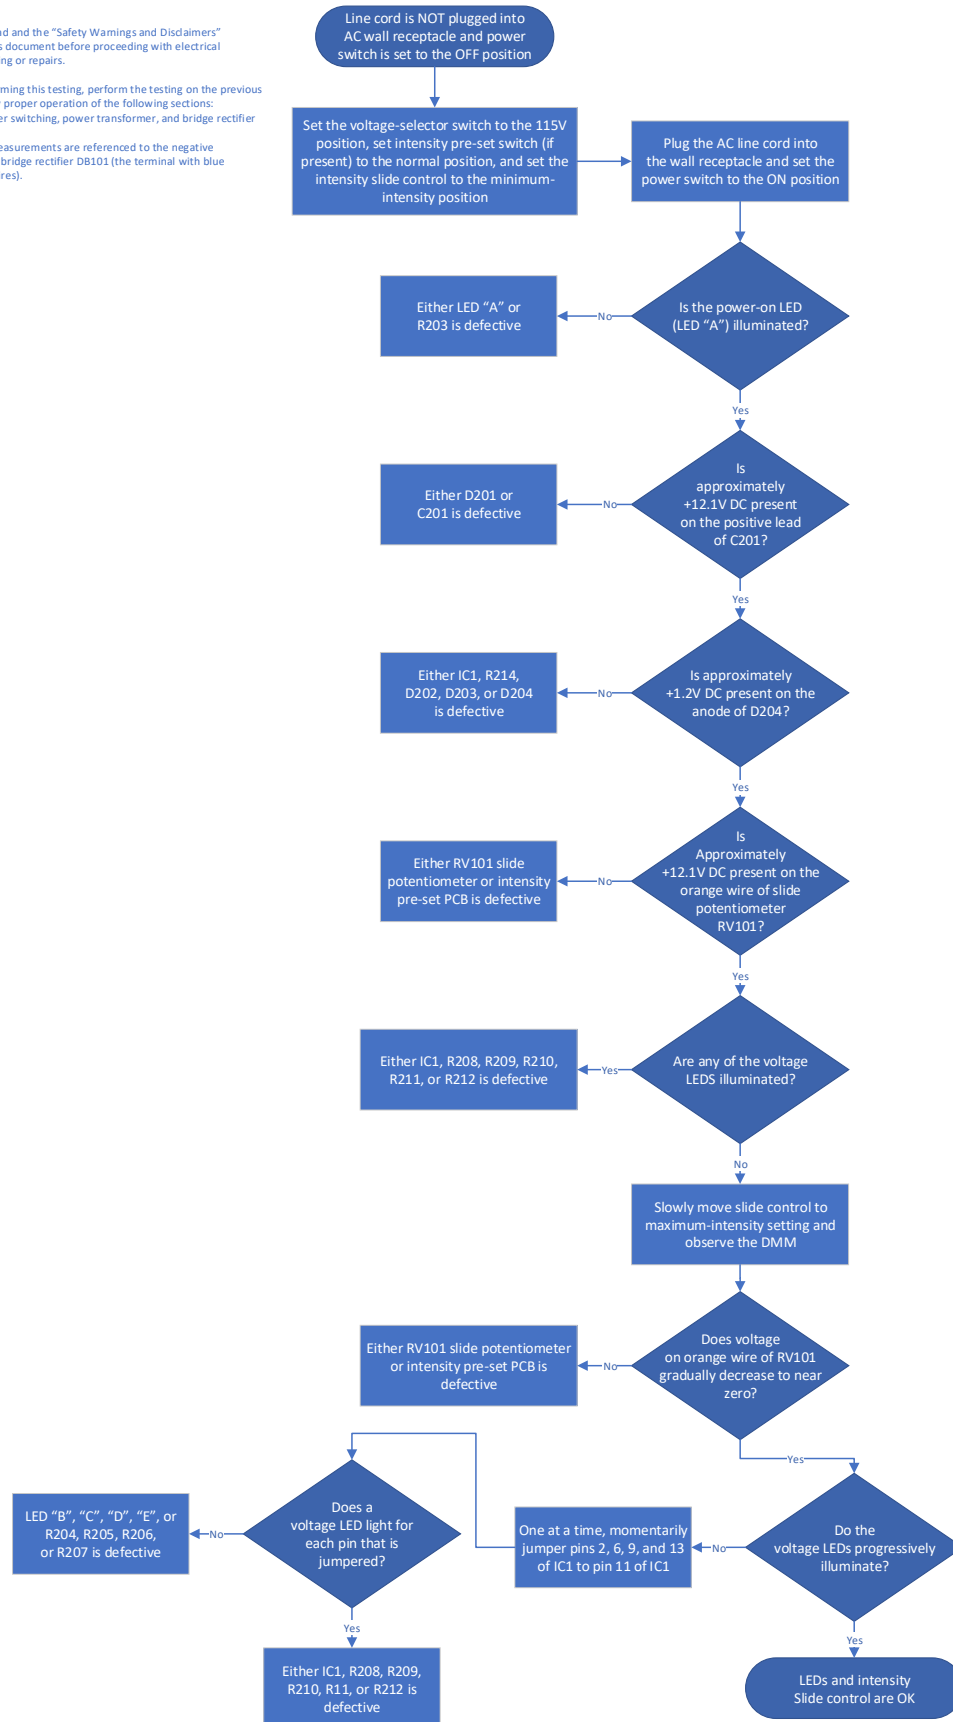 Line cord is NOT plugged into
AC wall receptacle and power
switch is set to the OFF position
d and the “Safety Warnings and Disclaimers”
s document before proceeding with electrical
ng or repairs.
ming this testing, perform the testing on the previous
proper operation of the following sections:
er switching, power transformer, and bridge rectifier
easurements are referenced to the negative
bridge rectifier DB101 (the terminal with blue
res).
Set the voltage-selector switch to the 115V
position, set intensity pre-set switch (if
present) to the normal position, and set the
intensity slide control to the minimum-
intensity position
Plug the AC line cord into
the wall receptacle and set the
power switch to the ON position
Is the power-on LED
(LED “A”) illuminated?
No
Either LED “A” or
R203 is defective
Yes
Is
approximately
+12.1V DC present
on the positive lead
of C201?
No
Either D201 or
C201 is defective
Yes
Is approximately
+1.2V DC present on the
anode of D204?
No
Either IC1, R214,
D202, D203, or D204
is defective
Yes
Is
Approximately
+12.1V DC present on the
orange wire of slide
potentiometer
RV101?
No
Either RV101 slide
potentiometer or intensity
pre-set PCB is defective
Yes
Are any of the voltage
LEDS illuminated?
Yes
Either IC1, R208, R209, R210,
R211, or R212 is defective
No
Slowly move slide control to
maximum-intensity setting and
observe the DMM
Does voltage
on orange wire of RV101
gradually decrease to near
zero?
No
Either RV101 slide potentiometer
or intensity pre-set PCB is
defective
Yes
Do the
voltage LEDs progressively
illuminate?
No
One at a time, momentarily
jumper pins 2, 6, 9, and 13
of IC1 to pin 11 of IC1
Does a
voltage LED light for
each pin that is
jumpered?
No
LED “B”, “C”, “D”, “E”, or
R204, R205, R206,
or R207 is defective
Yes
Either IC1, R208, R209,
R210, R11, or R212 is
defective
Yes
LEDs and intensity
Slide control are OK